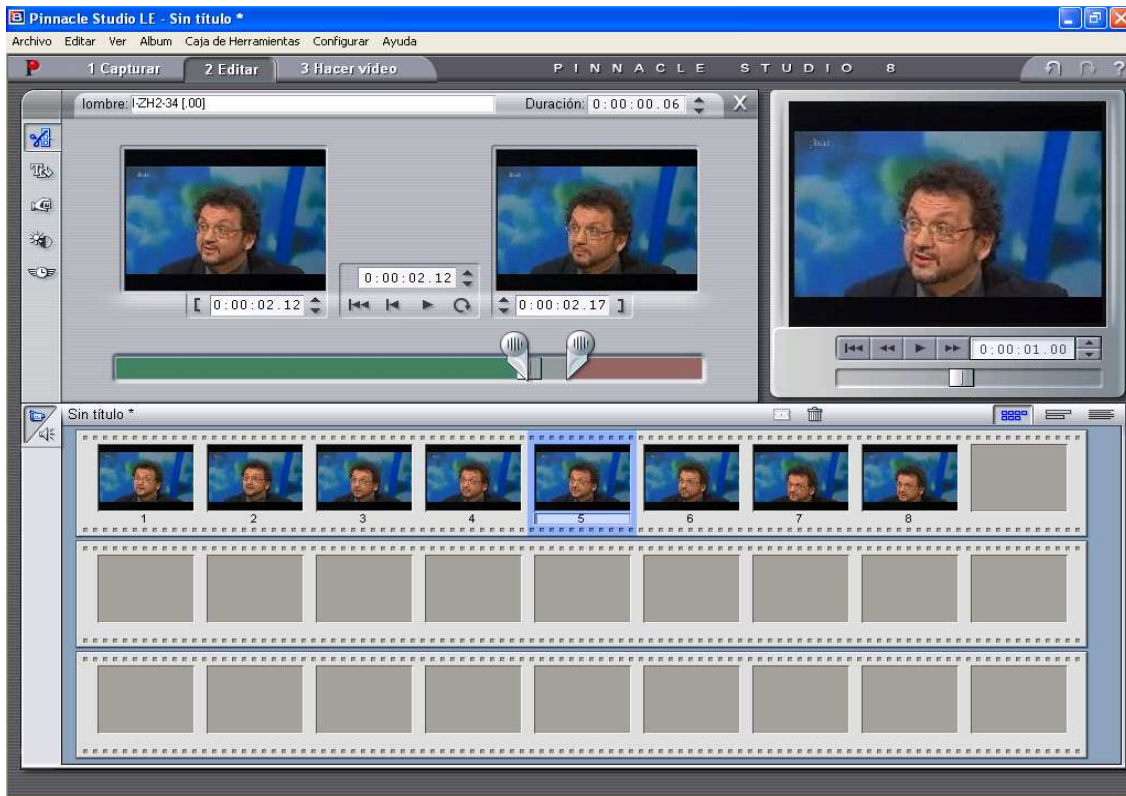 Pinnacle Studio LE - Sin título *
Archivo Editar Ver Album Caja de Herramientas Configurar Ayuda
1 Capturar 2 Editar 3 Hacer vídeo PINNACLE STUDIO 8 ?
lombre: I-ZH2-34 [.00] Duración: 0:00:00.06 X
0:00:02.12
[ 0:00:02.12 0:00:02.17 ]
0:00:01.00
Sin título *
1 2 3 4 5 6 7 8